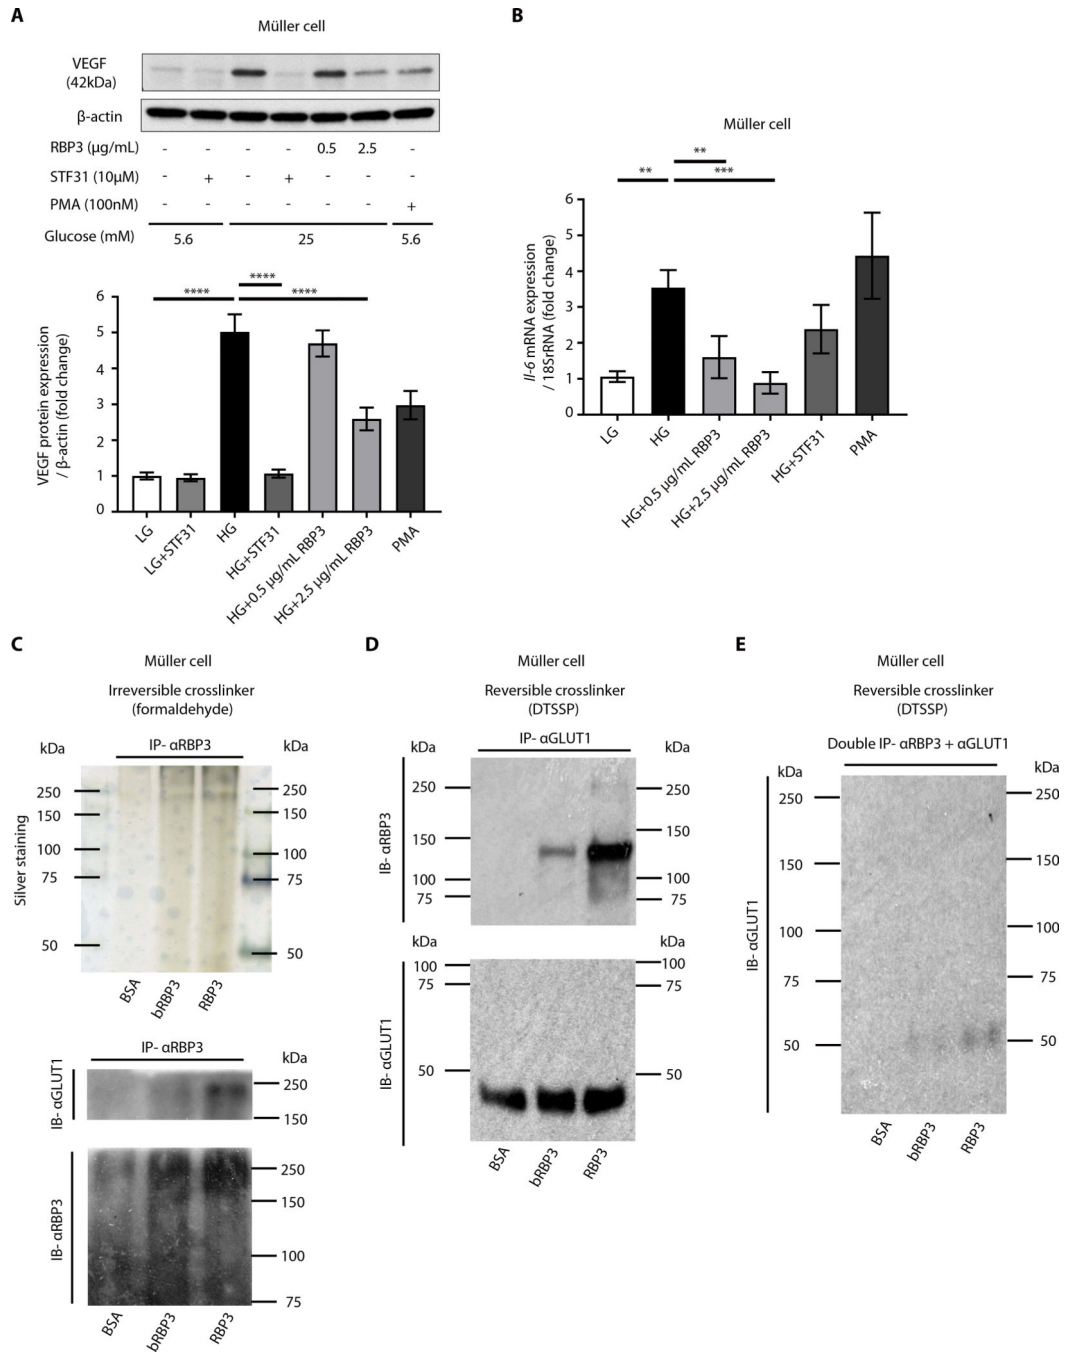 A
Müller cell
VEGF
(42kDa)
β-actin
RBP3 (µg/mL) - - - - 0.5 2.5 -
STF31 (10µM) - + - + - - -
PMA (100nM) - - - - - - +
Glucose (mM) 5.6 25 5.6
**** **** ****
VEGF protein expression
/ β-actin (fold change)
6
5
4
3
2
1
0
LG
LG+STF31
HG
HG+STF31
HG+0.5 µg/mL RBP3
HG+2.5 µg/mL RBP3
PMA
B
Müller cell
**
** ***
Il-6 mRNA expression
/ 18SrRNA (fold change)
6
5
4
3
2
1
0
LG
HG
HG+0.5 µg/mL RBP3
HG+2.5 µg/mL RBP3
HG+STF31
PMA
C
Müller cell
Irreversible crosslinker
(formaldehyde)
IP- αRBP3
kDa kDa
Silver staining
250 250
150 150
100 100
75 75
50 50
BSA
bRBP3
RBP3
IP- αRBP3
kDa
IB- αGLUT1
250
150
IB- αRBP3
250
150
100
75
BSA
bRBP3
RBP3
D
Müller cell
Reversible crosslinker
(DTSSP)
IP- αGLUT1
kDa kDa
IB- αRBP3
250 250
150 150
100 100
75 75
kDa kDa
IB- αGLUT1
100 100
75 75
50 50
BSA
bRBP3
RBP3
E
Müller cell
Reversible crosslinker
(DTSSP)
Double IP- αRBP3 + αGLUT1
kDa kDa
IB- αGLUT1
250 250
150 150
100 100
75 75
50 50
BSA
bRBP3
RBP3